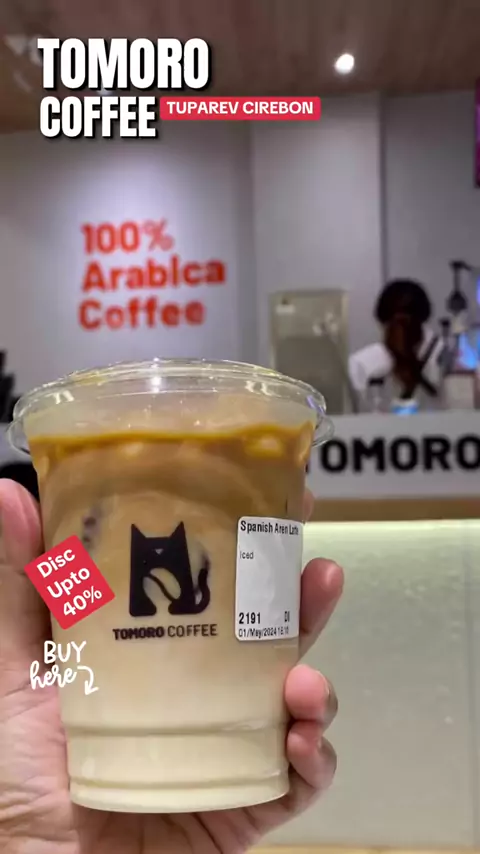 TOMORO
COFFEE
TUPAREV CIREBON
100%
Arabica
Coffee
TOMORO
Spanish Aren Latte
Iced
2191
01/May/2024
TOMORO COFFEE
Disc
Upto
40%
BUY
here